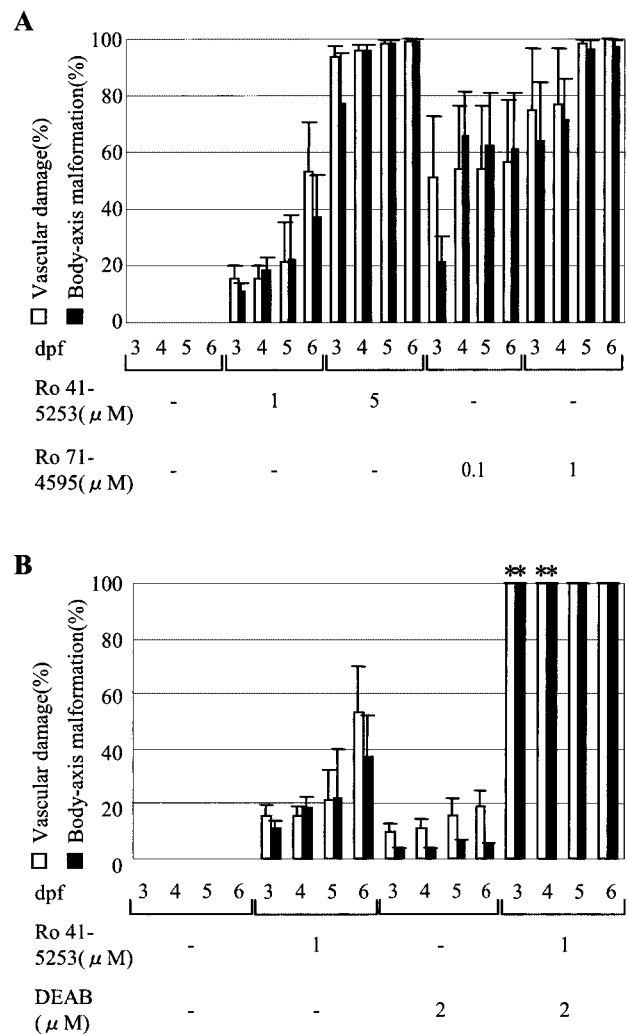 A
□ Vascular damage(%)
■ Body-axis malformation(%)
100
80
60
40
20
0
dpf 3 4 5 6 3 4 5 6 3 4 5 6 3 4 5 6 3 4 5 6
Ro 41-
5253(μM) - 1 5 - -
Ro 71-
4595(μM) - - - 0.1 1
B
□ Vascular damage(%)
■ Body-axis malformation(%)
100
80
60
40
20
0
** **
dpf 3 4 5 6 3 4 5 6 3 4 5 6 3 4 5 6
Ro 41-
5253(μM) - 1 - 1
DEAB
(μM) - - 2 2